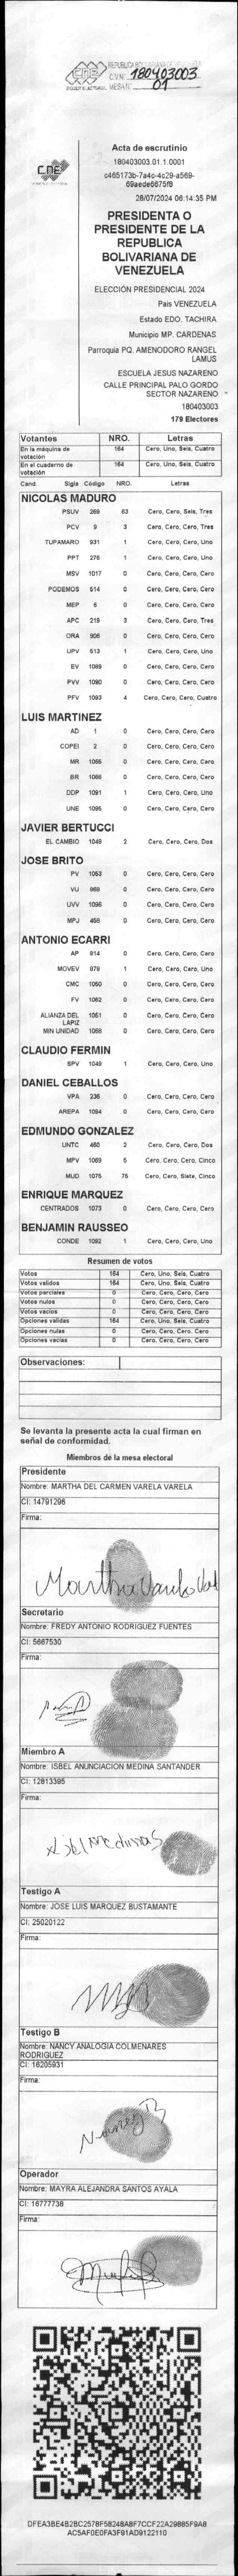 CNE
PODER ELECTORAL
REPUBLICA BOLIVARIANA DE VENEZUELA
C.V.Nº 180403003
MESA Nº 01
CNE
Acta de escrutinio
180403003.01.1.0001
c465173b-7a4c-4c29-a569-
69aede6675f9
28/07/2024 06:14:35 PM
PRESIDENTA O
PRESIDENTE DE LA
REPUBLICA
BOLIVARIANA DE
VENEZUELA
ELECCIÓN PRESIDENCIAL 2024
Pais VENEZUELA
Estado EDO. TACHIRA
Municipio MP. CARDENAS
Parroquia PQ. AMENODORO RANGEL
LAMUS
ESCUELA JESUS NAZARENO
CALLE PRINCIPAL PALO GORDO
SECTOR NAZARENO
180403003
179 Electores
Votantes NRO. Letras
En la máquina de votación 164 Cero, Uno, Seis, Cuatro
En el cuaderno de votación 164 Cero, Uno, Seis, Cuatro
Cand. Sigla Código NRO. Letras
NICOLAS MADURO
PSUV 269 63 Cero, Cero, Seis, Tres
PCV 9 3 Cero, Cero, Cero, Tres
TUPAMARO 931 1 Cero, Cero, Cero, Uno
PPT 276 1 Cero, Cero, Cero, Uno
MSV 1017 0 Cero, Cero, Cero, Cero
PODEMOS 514 0 Cero, Cero, Cero, Cero
MEP 6 0 Cero, Cero, Cero, Cero
APC 219 3 Cero, Cero, Cero, Tres
ORA 906 0 Cero, Cero, Cero, Cero
UPV 513 1 Cero, Cero, Cero, Uno
EV 1089 0 Cero, Cero, Cero, Cero
PVV 1090 0 Cero, Cero, Cero, Cero
PFV 1093 4 Cero, Cero, Cero, Cuatro
LUIS MARTINEZ
AD 1 0 Cero, Cero, Cero, Cero
COPEI 2 0 Cero, Cero, Cero, Cero
MR 1065 0 Cero, Cero, Cero, Cero
BR 1066 0 Cero, Cero, Cero, Cero
DDP 1091 1 Cero, Cero, Cero, Uno
UNE 1095 0 Cero, Cero, Cero, Cero
JAVIER BERTUCCI
EL CAMBIO 1048 2 Cero, Cero, Cero, Dos
JOSE BRITO
PV 1053 0 Cero, Cero, Cero, Cero
VU 969 0 Cero, Cero, Cero, Cero
UVV 1096 0 Cero, Cero, Cero, Cero
MPJ 458 0 Cero, Cero, Cero, Cero
ANTONIO ECARRI
AP 914 0 Cero, Cero, Cero, Cero
MOVEV 979 1 Cero, Cero, Cero, Uno
CMC 1050 0 Cero, Cero, Cero, Cero
FV 1062 0 Cero, Cero, Cero, Cero
ALIANZA DEL LAPIZ 1051 0 Cero, Cero, Cero, Cero
MIN UNIDAD 1068 0 Cero, Cero, Cero, Cero
CLAUDIO FERMIN
SPV 1049 1 Cero, Cero, Cero, Uno
DANIEL CEBALLOS
VPA 236 0 Cero, Cero, Cero, Cero
AREPA 1094 0 Cero, Cero, Cero, Cero
EDMUNDO GONZALEZ
UNTC 460 2 Cero, Cero, Cero, Dos
MPV 1069 5 Cero, Cero, Cero, Cinco
MUD 1075 75 Cero, Cero, Siete, Cinco
ENRIQUE MARQUEZ
CENTRADOS 1073 0 Cero, Cero, Cero, Cero
BENJAMIN RAUSSEO
CONDE 1092 1 Cero, Cero, Cero, Uno
Resumen de votos
Votos 164 Cero, Uno, Seis, Cuatro
Votos validos 164 Cero, Uno, Seis, Cuatro
Votos parciales 0 Cero, Cero, Cero, Cero
Votos nulos 0 Cero, Cero, Cero, Cero
Votos vacios 0 Cero, Cero, Cero, Cero
Opciones validas 164 Cero, Uno, Seis, Cuatro
Opciones nulas 0 Cero, Cero, Cero, Cero
Opciones vacias 0 Cero, Cero, Cero, Cero
Observaciones:
Se levanta la presente acta la cual firman en
señal de conformidad.
Miembros de la mesa electoral
Presidente
Nombre: MARTHA DEL CARMEN VARELA VARELA
CI: 14791296
Firma:
Secretario
Nombre: FREDY ANTONIO RODRIGUEZ FUENTES
CI: 5667530
Firma:
Miembro A
Nombre: ISBEL ANUNCIACION MEDINA SANTANDER
CI: 12813395
Firma:
Testigo A
Nombre: JOSE LUIS MARQUEZ BUSTAMANTE
CI: 25020122
Firma:
Testigo B
Nombre: NANCY ANALOGIA COLMENARES
RODRIGUEZ
CI: 16205931
Firma:
Operador
Nombre: MAYRA ALEJANDRA SANTOS AYALA
CI: 16777738
Firma:
DFEA3BE4B2BC2578F58248A8F7CCF22A29885F9A8
AC5AF0E0FA3F91AD9122110